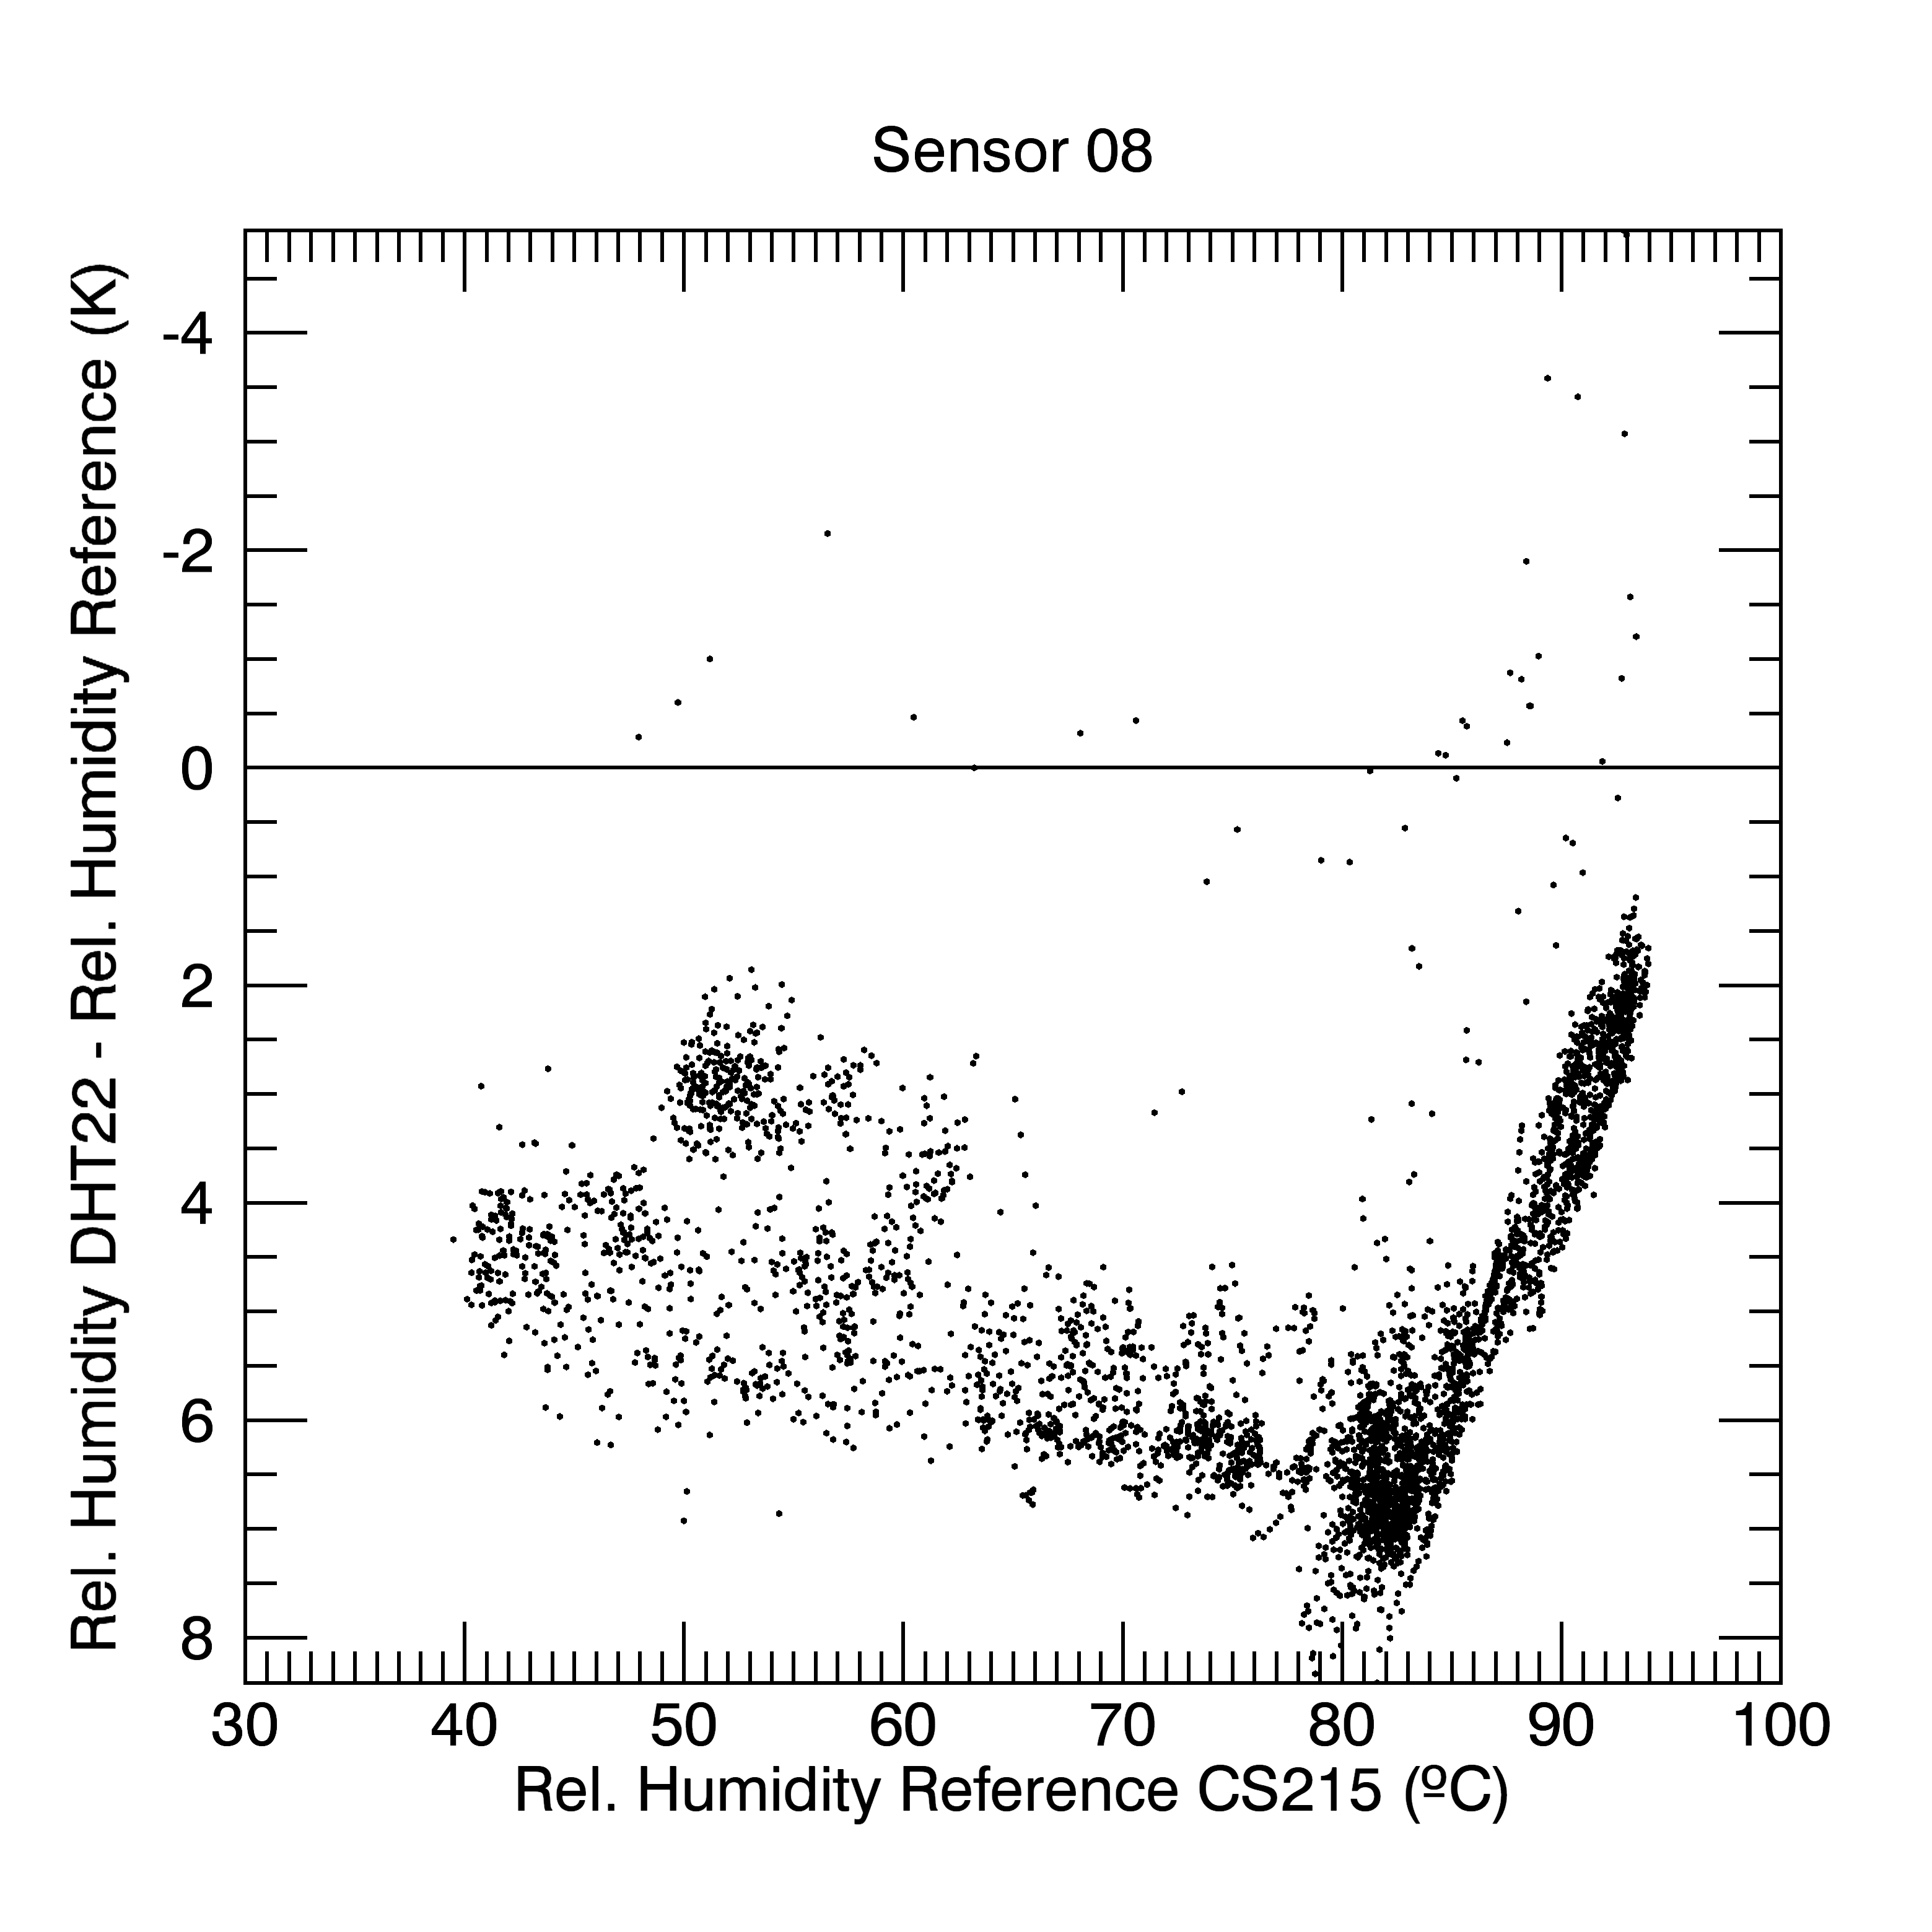 Sensor 08
Rel. Humidity DHT22 - Rel. Humidity Reference (K)
-4
-2
0
2
4
6
8
30 40 50 60 70 80 90 100
Rel. Humidity Reference CS215 (ºC)